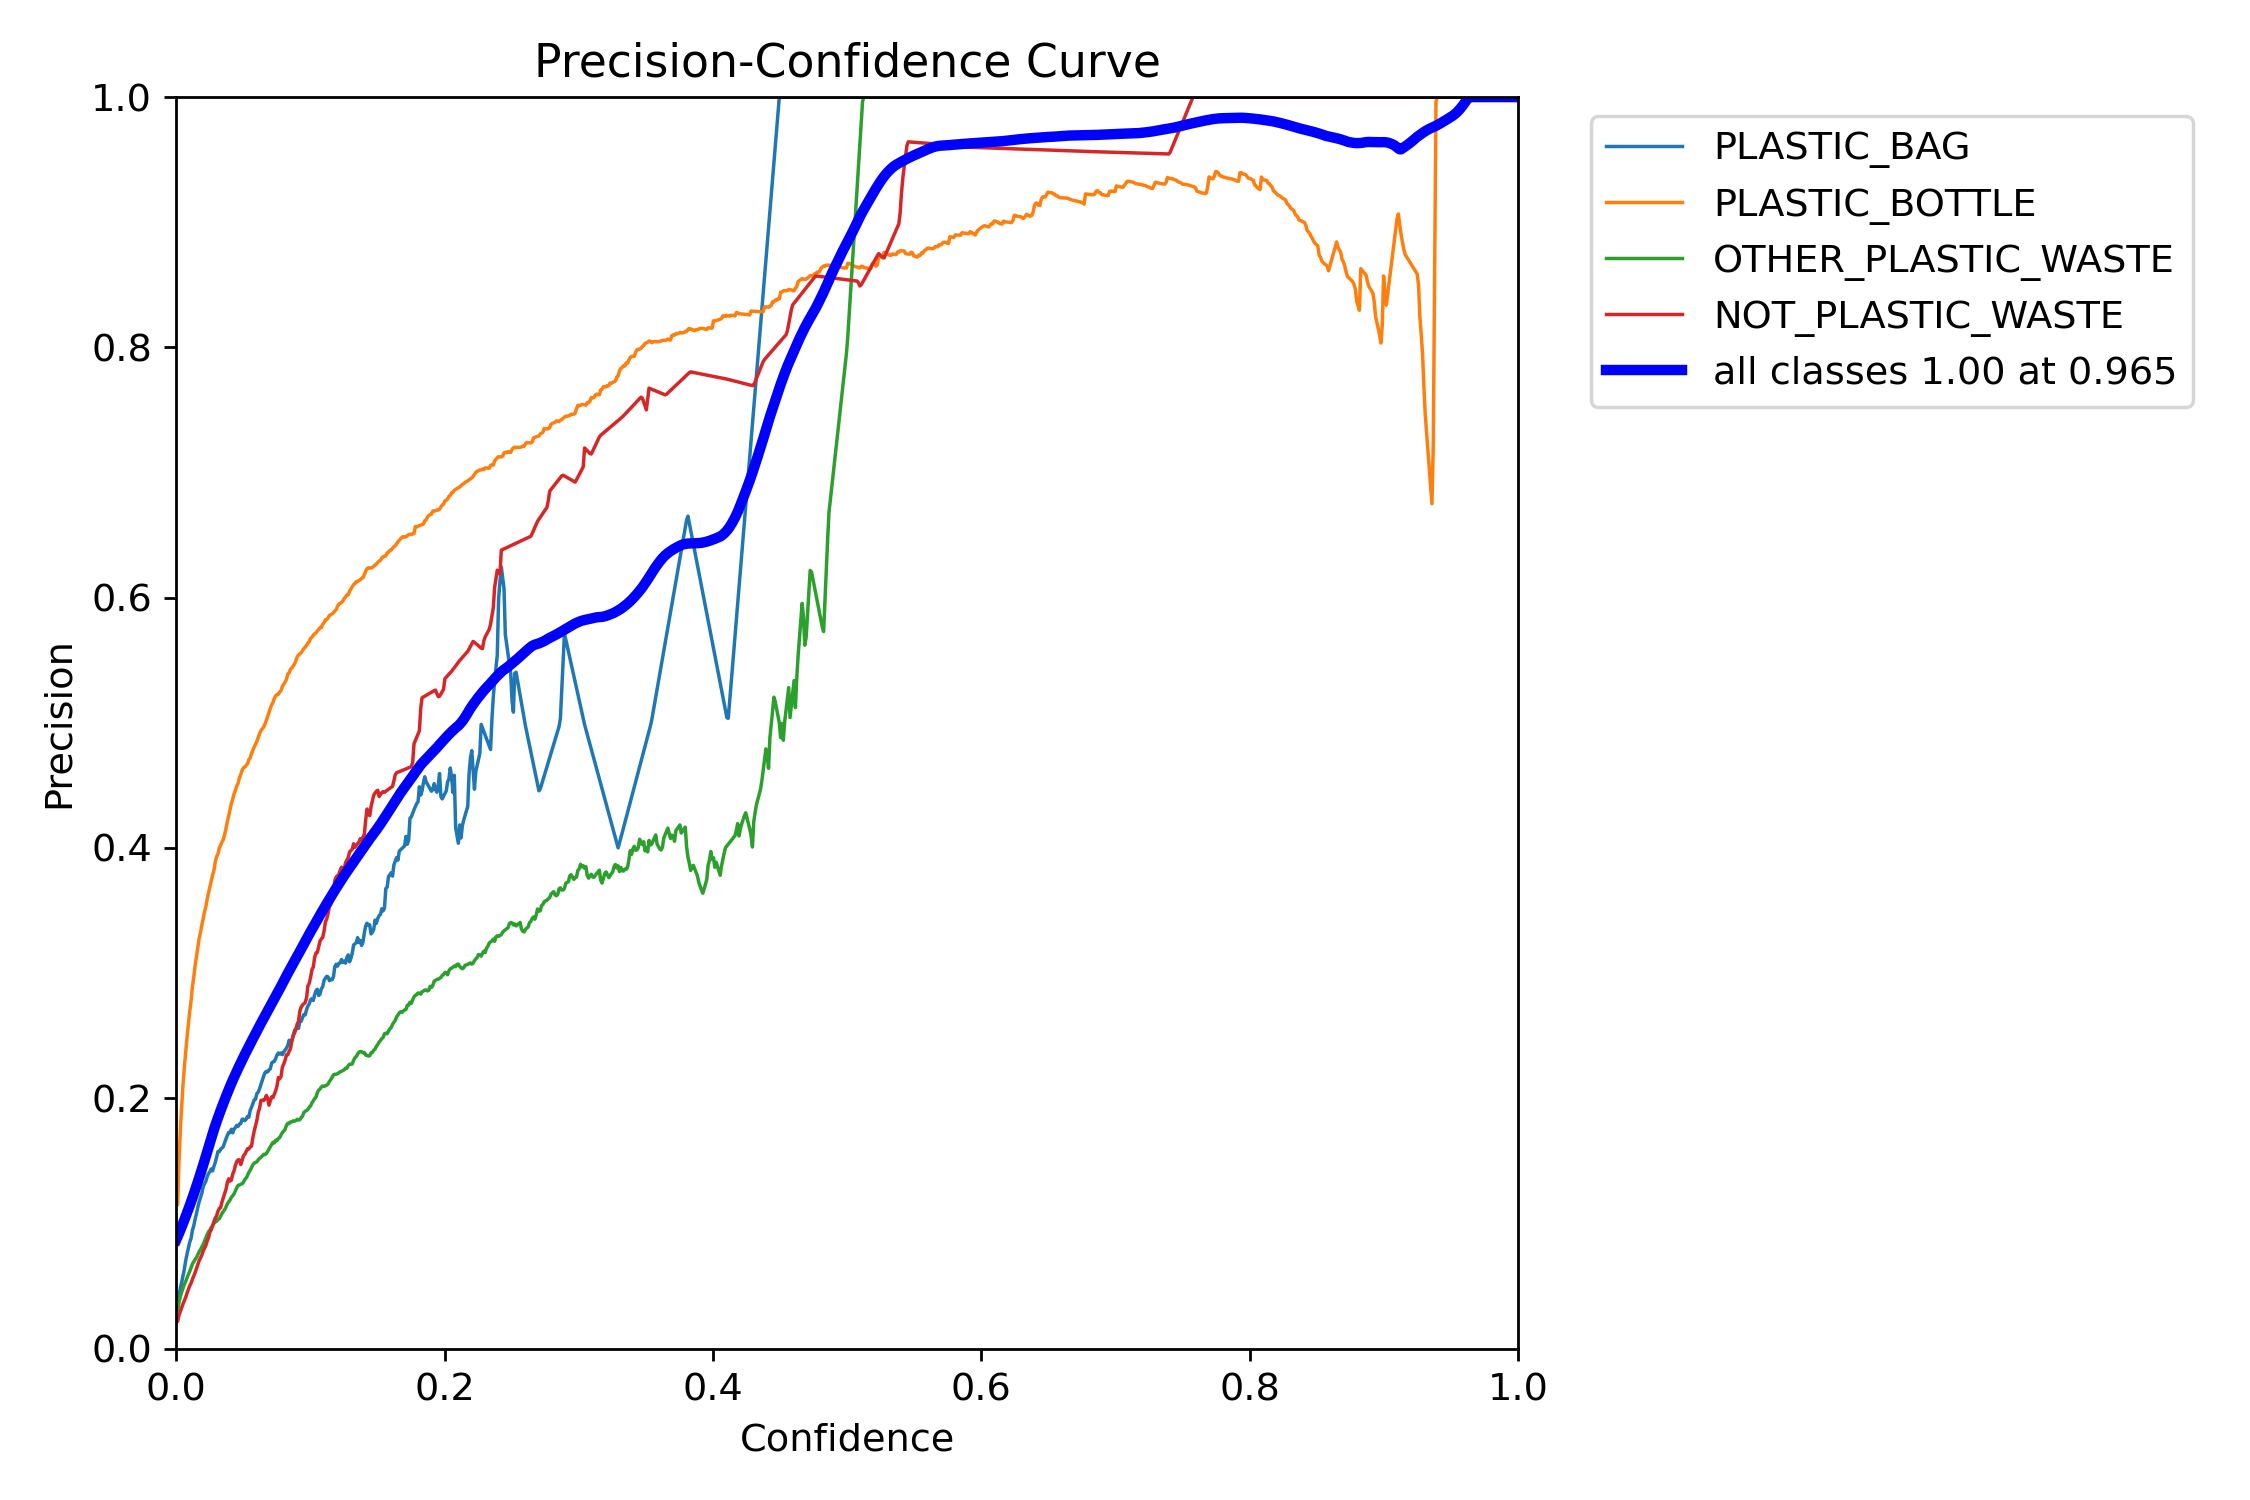 Precision-Confidence Curve
1.0
0.8
0.6
0.4
0.2
0.0
Precision
0.0 0.2 0.4 0.6 0.8 1.0
Confidence
PLASTIC_BAG
PLASTIC_BOTTLE
OTHER_PLASTIC_WASTE
NOT_PLASTIC_WASTE
all classes 1.00 at 0.965